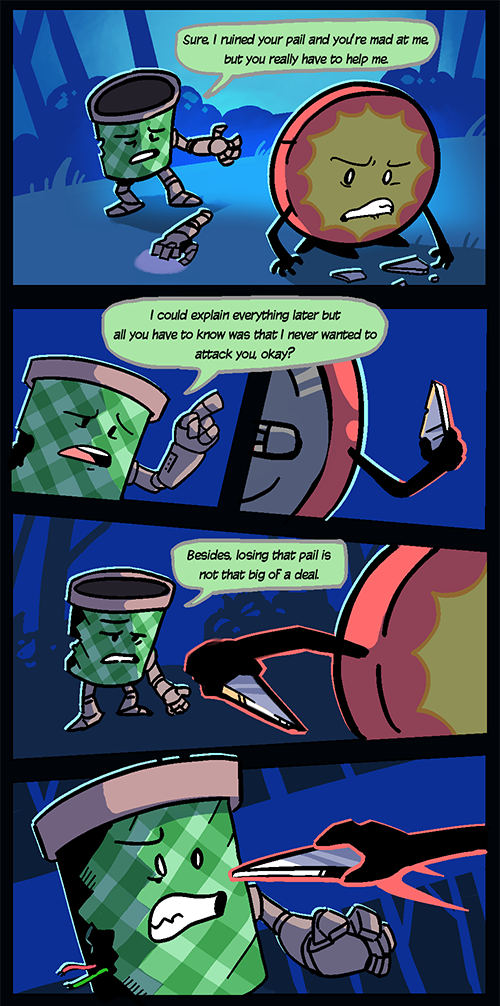 Sure, I ruined your pail and you're mad at me,
but you really have to help me.
I could explain everything later but
all you have to know was that I never wanted to
attack you, okay?
Besides, losing that pail is
not that big of a deal.